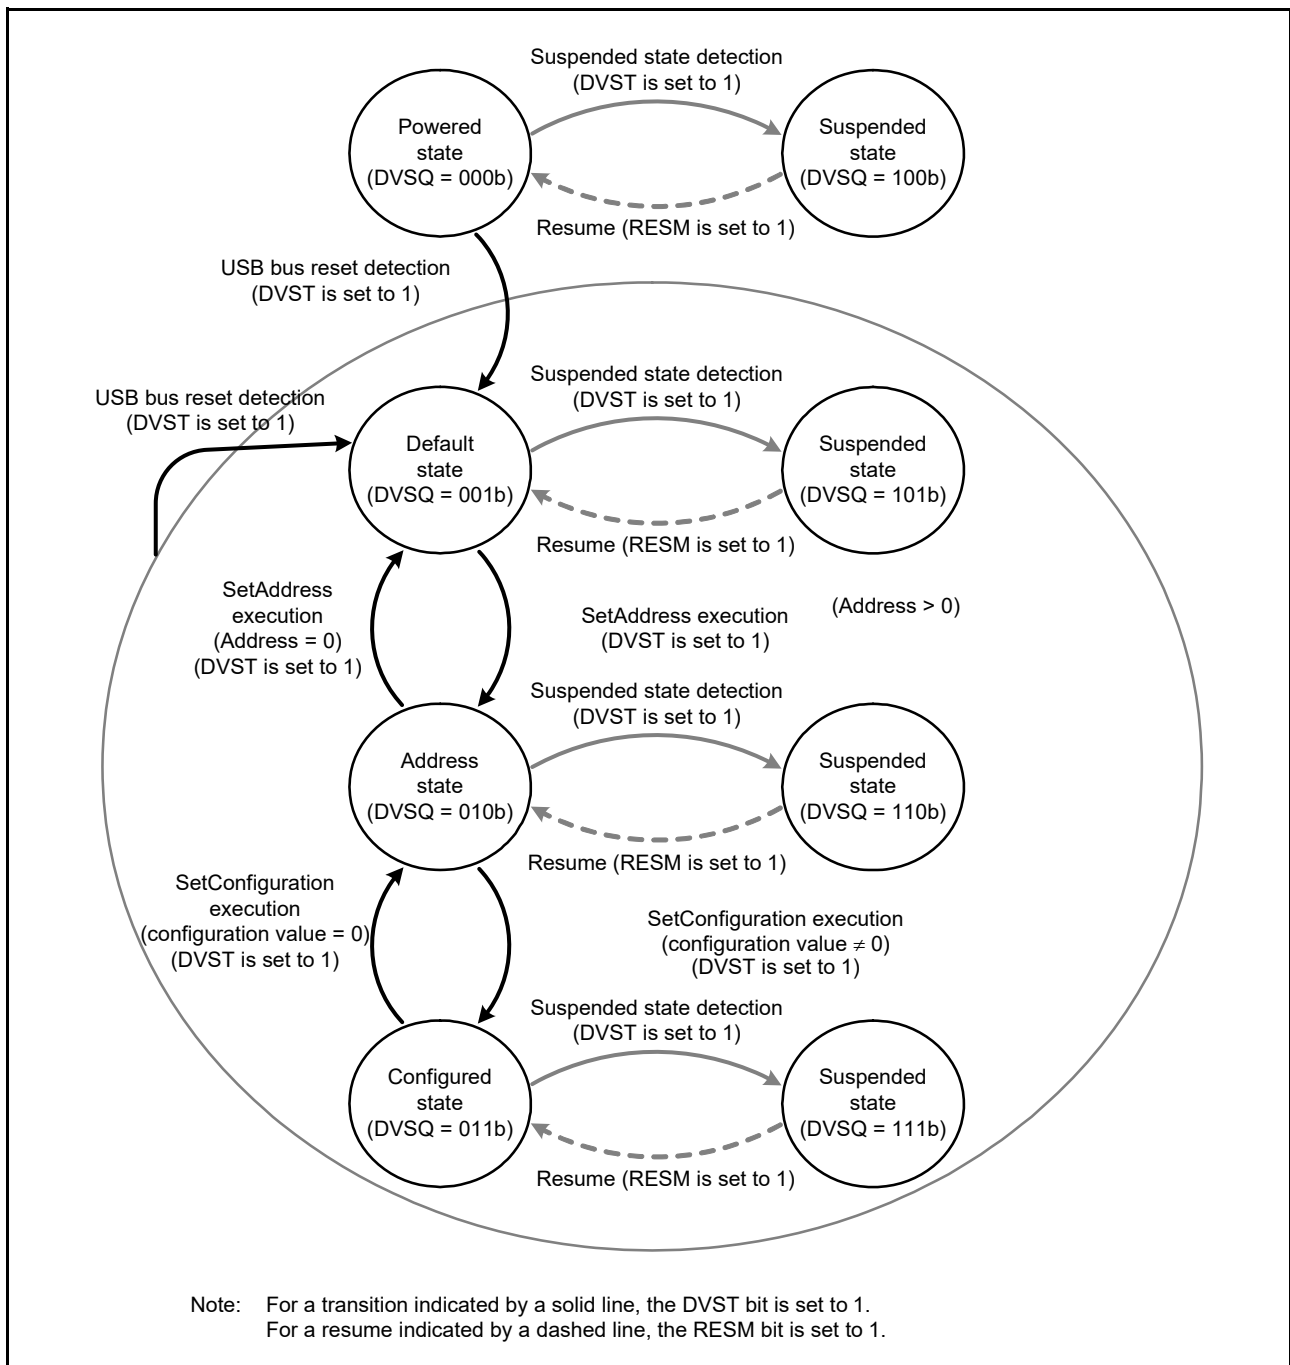 Suspended state detection
(DVST is set to 1)
Powered
state
(DVSQ = 000b)
Suspended
state
(DVSQ = 100b)
Resume (RESM is set to 1)
USB bus reset detection
(DVST is set to 1)
USB bus reset detection
(DVST is set to 1)
Suspended state detection
(DVST is set to 1)
Default
state
(DVSQ = 001b)
Suspended
state
(DVSQ = 101b)
Resume (RESM is set to 1)
SetAddress
execution
(Address = 0)
(DVST is set to 1)
SetAddress execution
(DVST is set to 1)
(Address > 0)
Suspended state detection
(DVST is set to 1)
Address
state
(DVSQ = 010b)
Suspended
state
(DVSQ = 110b)
Resume (RESM is set to 1)
SetConfiguration
execution
(configuration value = 0)
(DVST is set to 1)
SetConfiguration execution
(configuration value ≠ 0)
(DVST is set to 1)
Suspended state detection
(DVST is set to 1)
Configured
state
(DVSQ = 011b)
Suspended
state
(DVSQ = 111b)
Resume (RESM is set to 1)
Note: For a transition indicated by a solid line, the DVST bit is set to 1.
For a resume indicated by a dashed line, the RESM bit is set to 1.